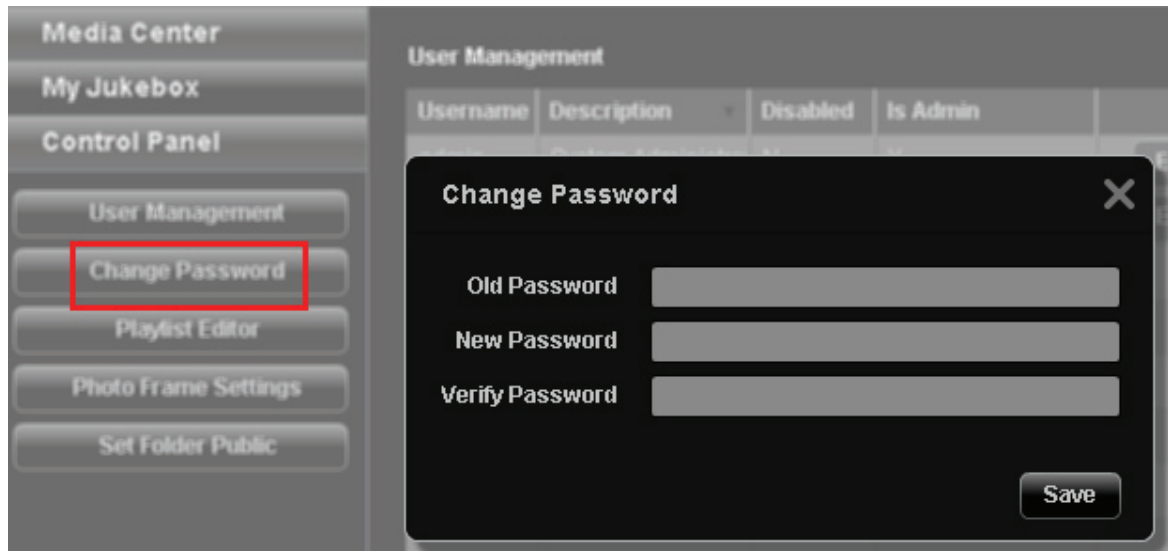 Media Center
My Jukebox
Control Panel
User Management
Change Password
Playlist Editor
Photo Frame Settings
Set Folder Public
User Management
Username Description Disabled Is Admin
Change Password
Old Password
New Password
Verify Password
Save